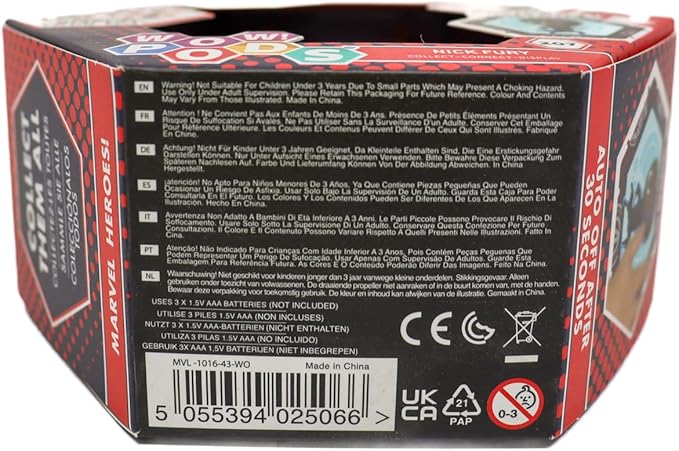 WOW!
PODS
NICK FURY
COLLECT•CONNECT•DISPLAY
EN
Warning! Not Suitable For Children Under 3 Years Due To Small Parts Which May Present A Choking Hazard.
Use Only Under Adult Supervision. Please Retain This Packaging For Future Reference. Colour And Contents
May Vary From Those Illustrated. Made In China.
FR
Attention ! Ne Convient Pas Aux Enfants De Moins De 3 Ans. Présence De Petits Éléments Présentant Un
Risque De Suffocation Si Avalés. Ne Pas Utiliser Sans La Surveillance D'un Adulte. Conserver Cet Emballage
Pour Référence Ultérieure. Les Couleurs Et Contenus Peuvent Différer De Ceux Qui Sont Illustrés. Fabriqué
En Chine.
DE
Achtung! Nicht Für Kinder Unter 3 Jahren Geeignet, Da Kleinteile Enthalten Sind, Die Eine Erstickungsgefahr
Darstellen Können. Nur Unter Aufsicht Eines Erwachsenen Verwenden. Bitte Bewahre Diese Verpackung Zum
Späteren Nachlesen Auf. Farbe Und Lieferumfang Können Von Der Abbildung Abweichen. In China
Hergestellt.
ES
¡atención! No Apto Para Niños Menores De 3 Años, Ya Que Contiene Piezas Pequeñas Que Pueden
Ocasionar Un Riesgo De Asfixia. Usar Solo Bajo La Supervisión De Un Adulto. Guarda Esta Caja Para Poder
Consultarla En El Futuro. Los Colores Y Los Contenidos Pueden Ser Diferentes De Los Que Aparecen En La Ilustración.
Hecho En China.
IT
Avvertenza Non Adatto A Bambini Di Età Inferiore A 3 Anni. Le Parti Piccole Possono Provocare Il Rischio Di
Soffocamento. Usare Solo Sotto La Supervisione Di Un Adulto. Conservare Questa Confezione Per Future
Consultazioni. Il Colore E Il Contenuto Possono Variare Rispetto A Quelli Presenti Nelle Illustrazioni. Fatto In
Cina.
PT
Atenção! Não Indicado Para Crianças Com Idade Inferior A 3 Anos, Pois Contém Peças Pequenas Que
Podem Representar Um Perigo De Sufocação. Usar Apenas Com Supervisão De Adultos. Guarde Esta
Embalagem Para Referência Futura. As Cores E O Conteúdo Poderão Diferir Das Imagens. Feito Na China.
NL
Waarschuwing! Niet geschikt voor kinderen jonger dan 3 jaar vanwege kleine onderdelen. Stikkingsgevaar. Alleen
gebruiken onder toezicht van volwassenen. De draaiende propeller niet aanraken of in de buurt komen van, met de handen.
Bewaar deze verpakking voor toekomstig gebruik. De kleur en inhoud kan afwijken van de illustratie. Gemaakt in China.
USES 3 X 1.5V AAA BATTERIES (NOT INCLUDED)
UTILISE 3 PILES 1.5V AAA (NON INCLUSES)
NUTZT 3 X 1.5V AAA-BATTERIEN (NICHT ENTHALTEN)
UTILIZA 3 PILAS 1.5V AAA (NO INCLUIDO)
GEBRUIK 3X AAA 1.5V BATTERIJEN (NIET INBEGREPEN)
MVL -1016-43-WO
Made in China
5 055394 025066 >
CE
UK
CA
21
PAP
0-3
MARVEL HEROES!
THEM ALL
SAMMLE SIE ALLE
COLECCIÓNALOS
TODOS
AUTO OFF AFTER
30 SECONDS